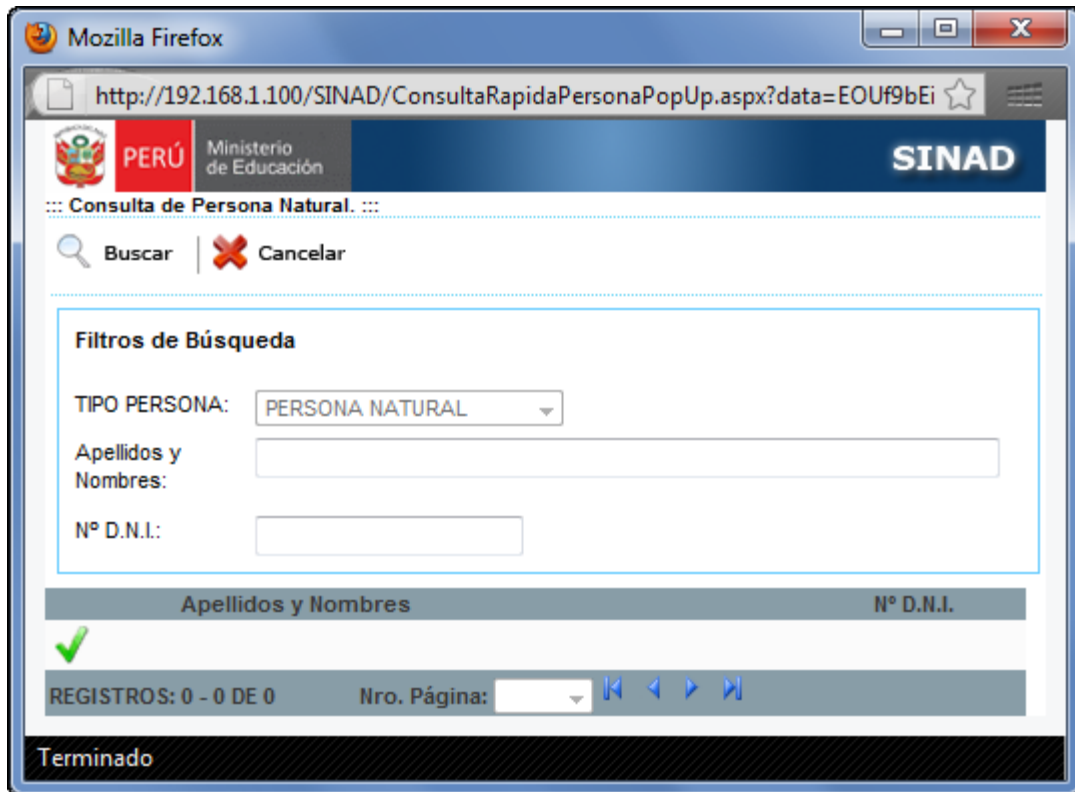 Mozilla Firefox
http://192.168.1.100/SINAD/ConsultaRapidaPersonaPopUp.aspx?data=EOUf9bEi
PERÚ Ministerio
de Educación SINAD
::: Consulta de Persona Natural. :::
Buscar Cancelar
Filtros de Búsqueda
TIPO PERSONA: PERSONA NATURAL
Apellidos y
Nombres:
Nº D.N.I.:
Apellidos y Nombres Nº D.N.I.
REGISTROS: 0 - 0 DE 0 Nro. Página:
Terminado